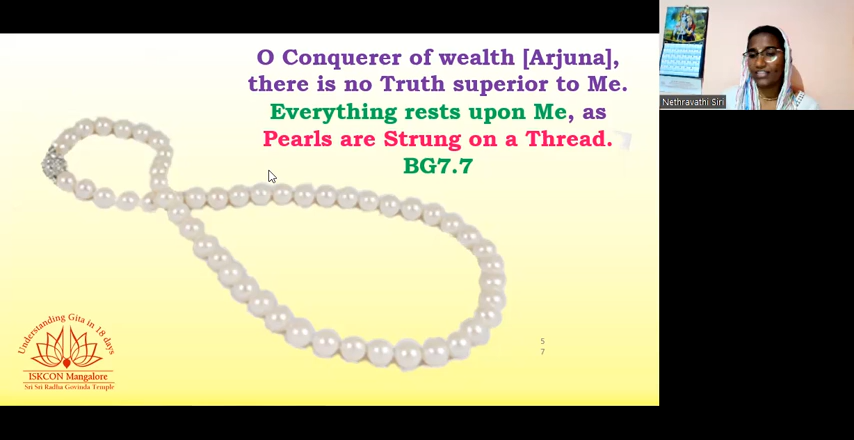 O Conquerer of wealth [Arjuna],
there is no Truth superior to Me.
Everything rests upon Me, as
Pearls are Strung on a Thread.
BG7.7
Nethravathi Siri
Understanding Gita in 18 days
ISKCON Mangalore
Sri Sri Radha Govinda Temple
5
7